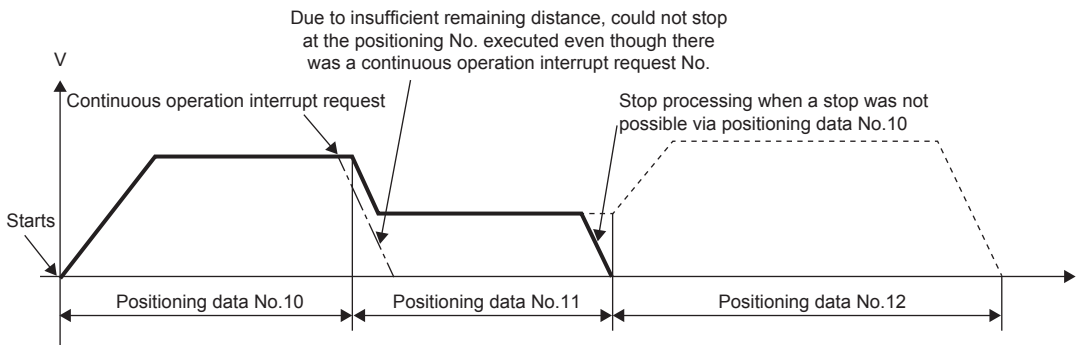 Due to insufficient remaining distance, could not stop
at the positioning No. executed even though there
was a continuous operation interrupt request No.
V
Continuous operation interrupt request
Stop processing when a stop was not
possible via positioning data No.10
Starts
Positioning data No.10
Positioning data No.11
Positioning data No.12